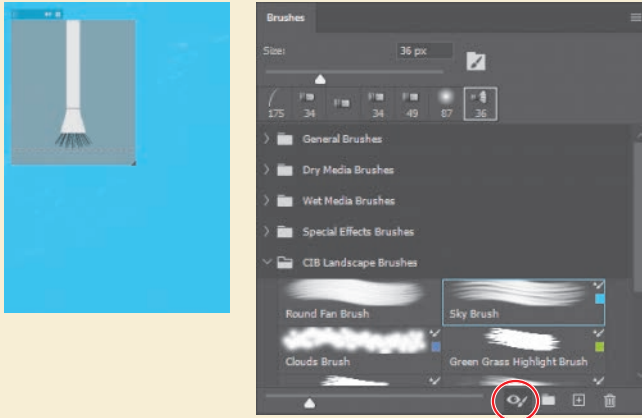 Brushes
Size: 36 px
175 34 34 49 87 36
General Brushes
Dry Media Brushes
Wet Media Brushes
Special Effects Brushes
CIB Landscape Brushes
Round Fan Brush Sky Brush
Clouds Brush Green Grass Highlight Brush